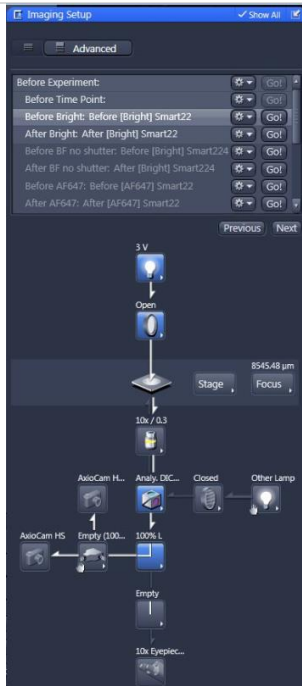 Imaging Setup
Show All
Advanced
Before Experiment: Go!
Before Time Point: Go!
Before Bright: Before [Bright] Smart22 Go!
After Bright: After [Bright] Smart22 Go!
Before BF no shutter: Before [Bright] Smart224 Go!
After BF no shutter: After [Bright] Smart224 Go!
Before AF647: Before [AF647] Smart22 Go!
After AF647: After [AF647] Smart22 Go!
Previous Next
3 V
Open
8545.48 µm
Stage Focus
10x / 0.3
AxioCam H... Analy. DIC... Closed Other Lamp
AxioCam HS Empty (100... 100% L
Empty
10x Eyepiec...